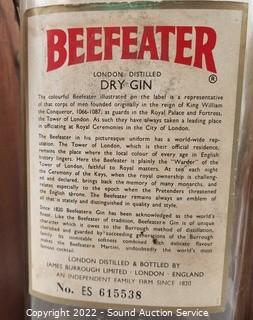 BEEFEATER®
LONDON DISTILLED
DRY GIN
The colourful Beefeater illustrated on the label is a representative
of that corps of men founded originally in the reign of King William
the Conqueror, 1066-1087, as guards in the Royal Palace and Fortress,
the Tower of London. As such they have always taken a leading place
in officiating at Royal Ceremonies in the City of London.
The Beefeater in his picturesque uniform has a world-wide
The Tower of London, which is their official residence,
remains the place where the local colour of every age in English
history lingers. Here the Beefeater is plainly the "Warder" of the
Tower of London, faithful to Royal masters. At ten each night
the Ceremony of the Keys, when the royal ownership is
and declared, brings back the memory of many monarchs, and
relates especially to the epoch when the Pretenders threatened
the English throne. The Beefeater remains always an emblem of
all that is stately and distinguished in quality and style.
Since 1820 Beefeater Gin has been acknowledged as the world's
finest. Like the Beefeater of tradition, Beefeater Gin is of unique
character which it owes to the Burrough method of distillation,
cherished and guarded by succeeding generations of the Burrough
family. Its inimitable softness combined with delicate flavour
makes the Beefeater Martini, undoubtedly the world's most
famous cocktail.
LONDON DISTILLED & BOTTLED BY
JAMES BURROUGH LIMITED · LONDON · ENGLAND.
AN INDEPENDENT FAMILY FIRM SINCE 1820
No. ES 615538
Copyright 2022 - Sound Auction Service